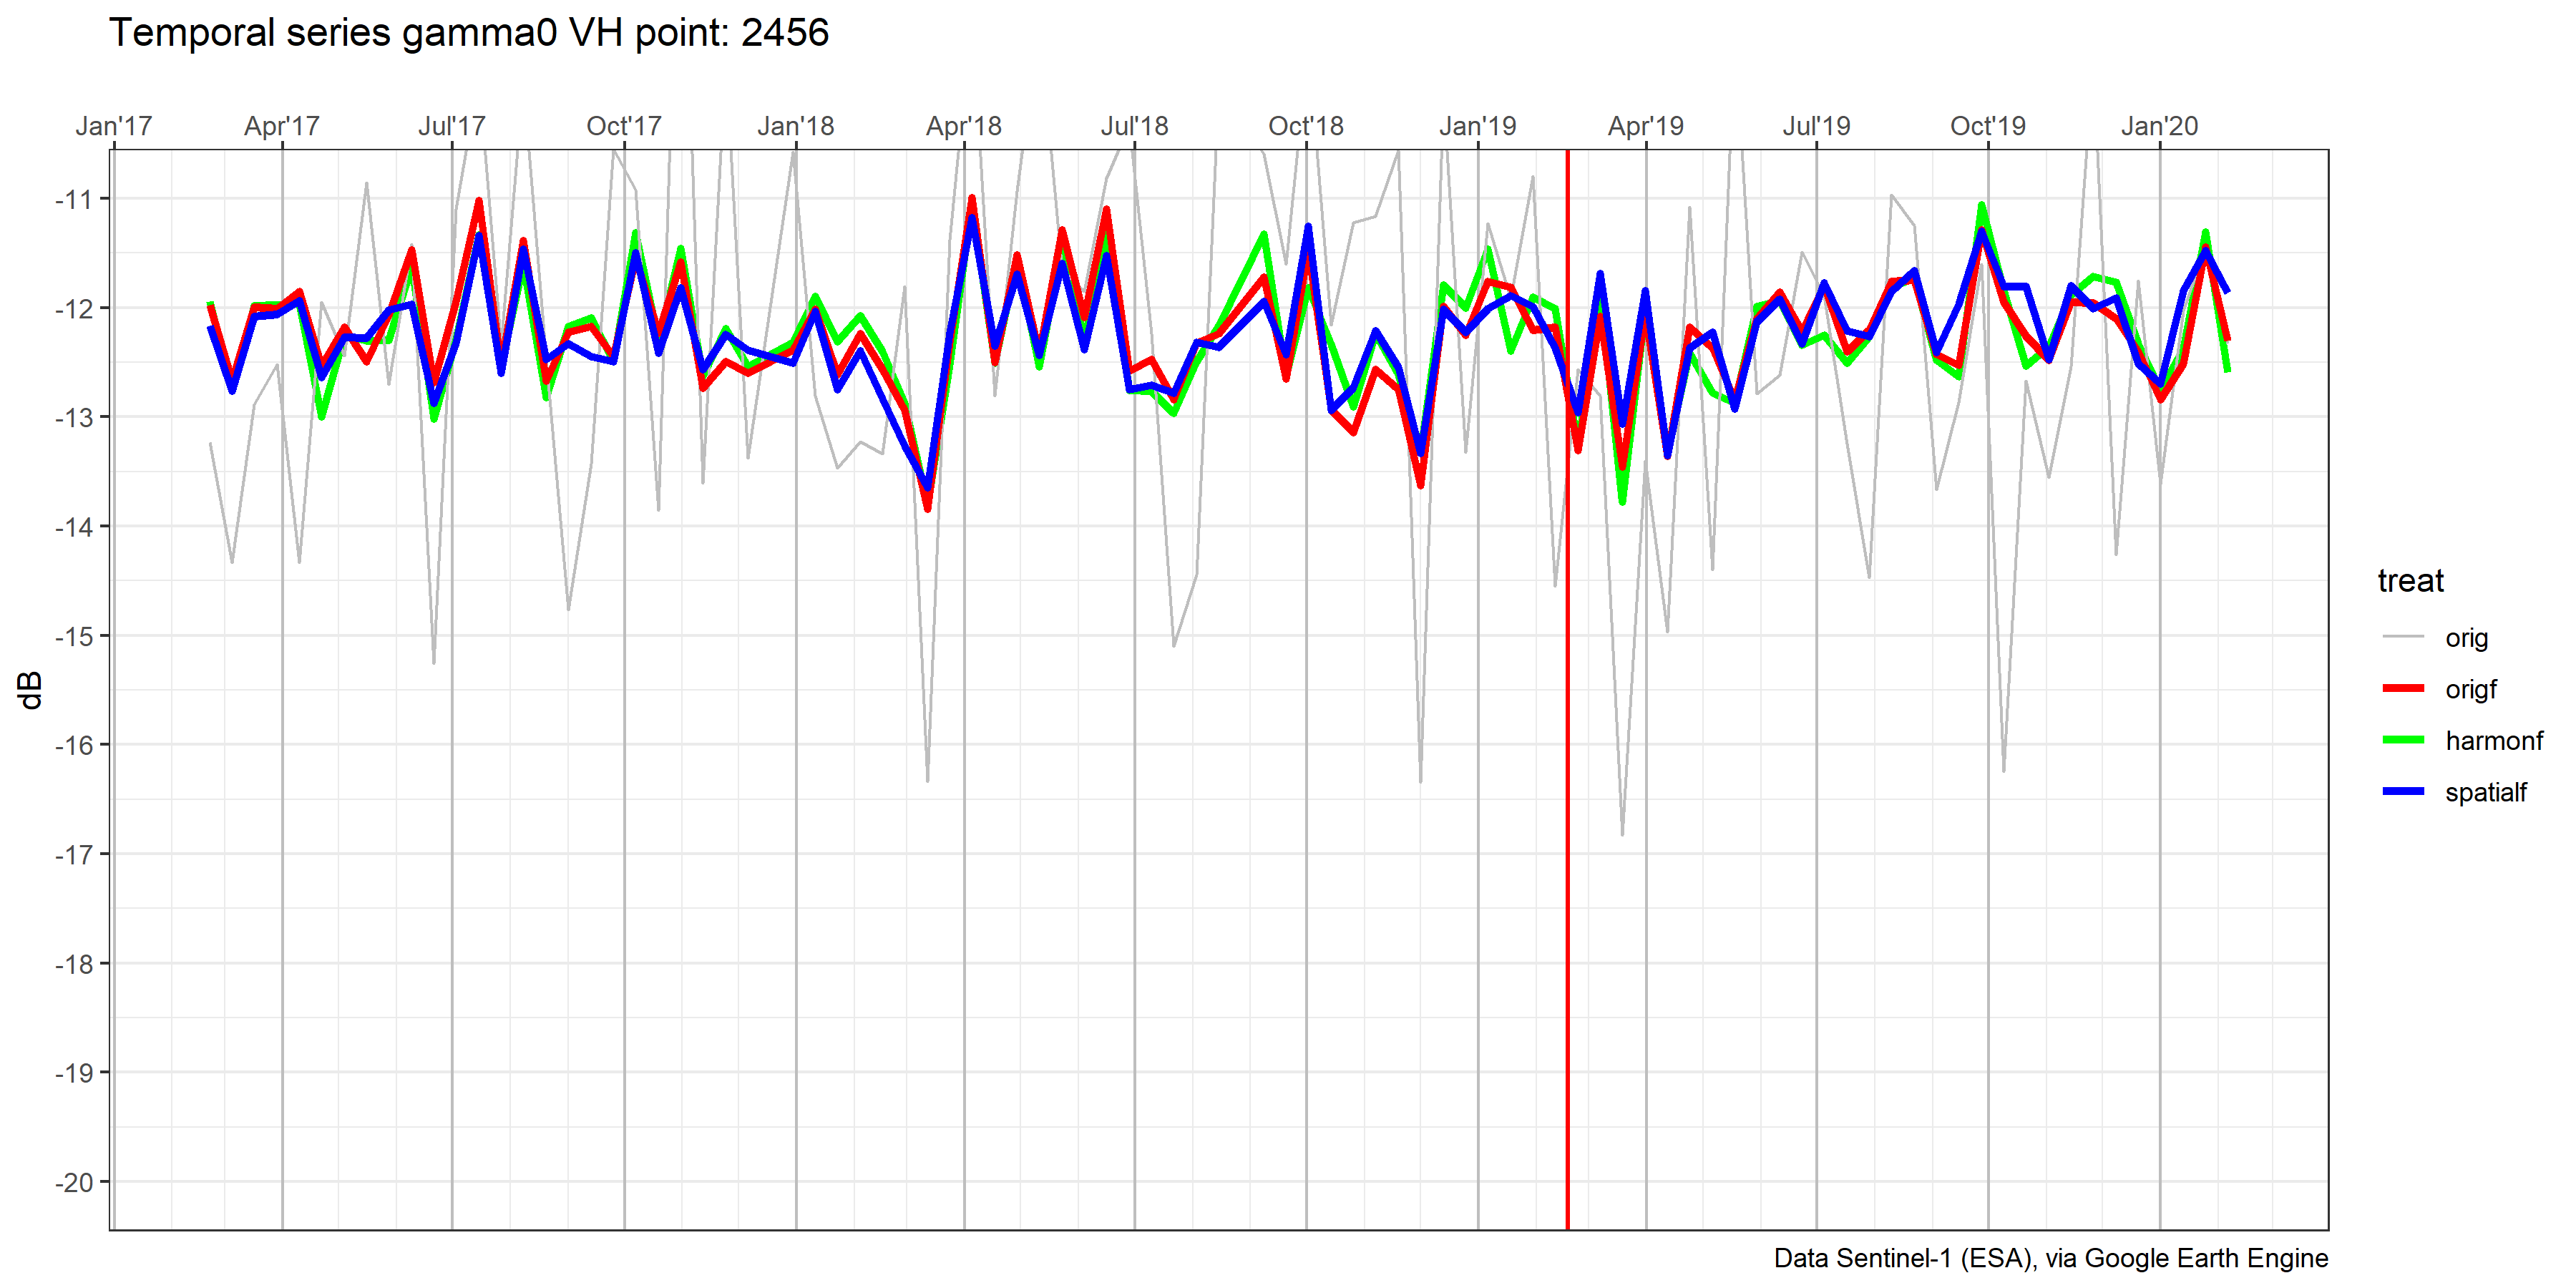 Temporal series gamma0 VH point: 2456
Jan'17 Apr'17 Jul'17 Oct'17 Jan'18 Apr'18 Jul'18 Oct'18 Jan'19 Apr'19 Jul'19 Oct'19 Jan'20
-11
-12
-13
-14
-15
-16
-17
-18
-19
-20
dB
treat
orig
origf
harmonf
spatialf
Data Sentinel-1 (ESA), via Google Earth Engine